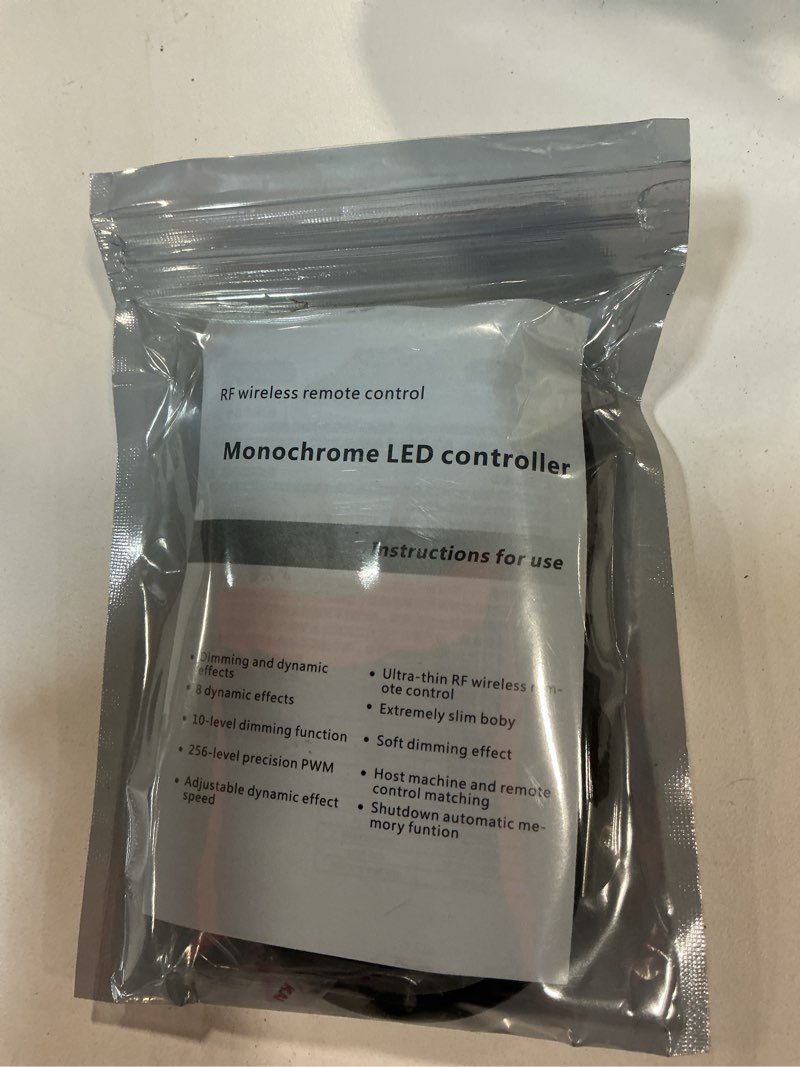 RF wireless remote control
Monochrome LED controller
Instructions for use
• Dimming and dynamic
effects
• 8 dynamic effects
• 10-level dimming function
• 256-level precision PWM
• Adjustable dynamic effect
speed
• Ultra-thin RF wireless rem-
ote control
• Extremely slim boby
• Soft dimming effect
• Host machine and remote
control matching
• Shutdown automatic me-
mory funtion